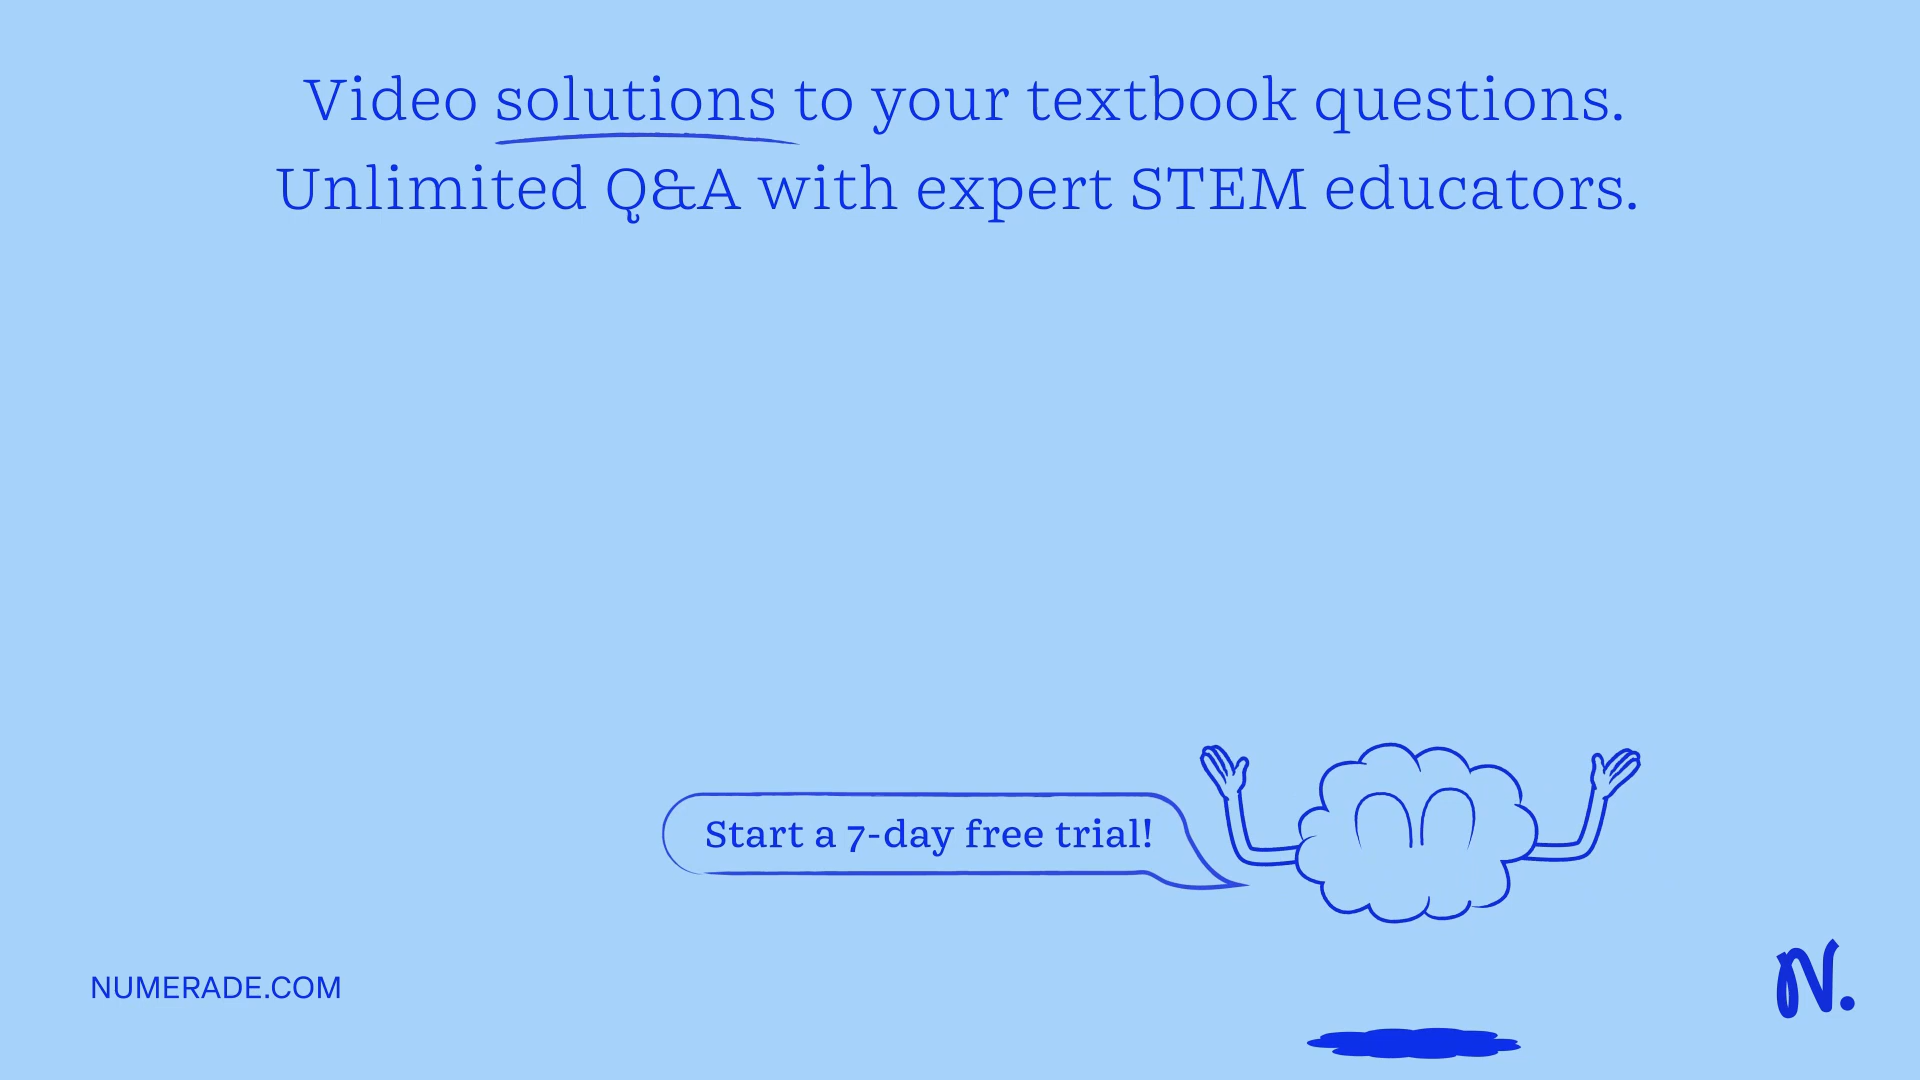 Video solutions to your textbook questions.
Unlimited Q&A with expert STEM educators.
Start a 7-day free trial!
NUMERADE.COM
N.